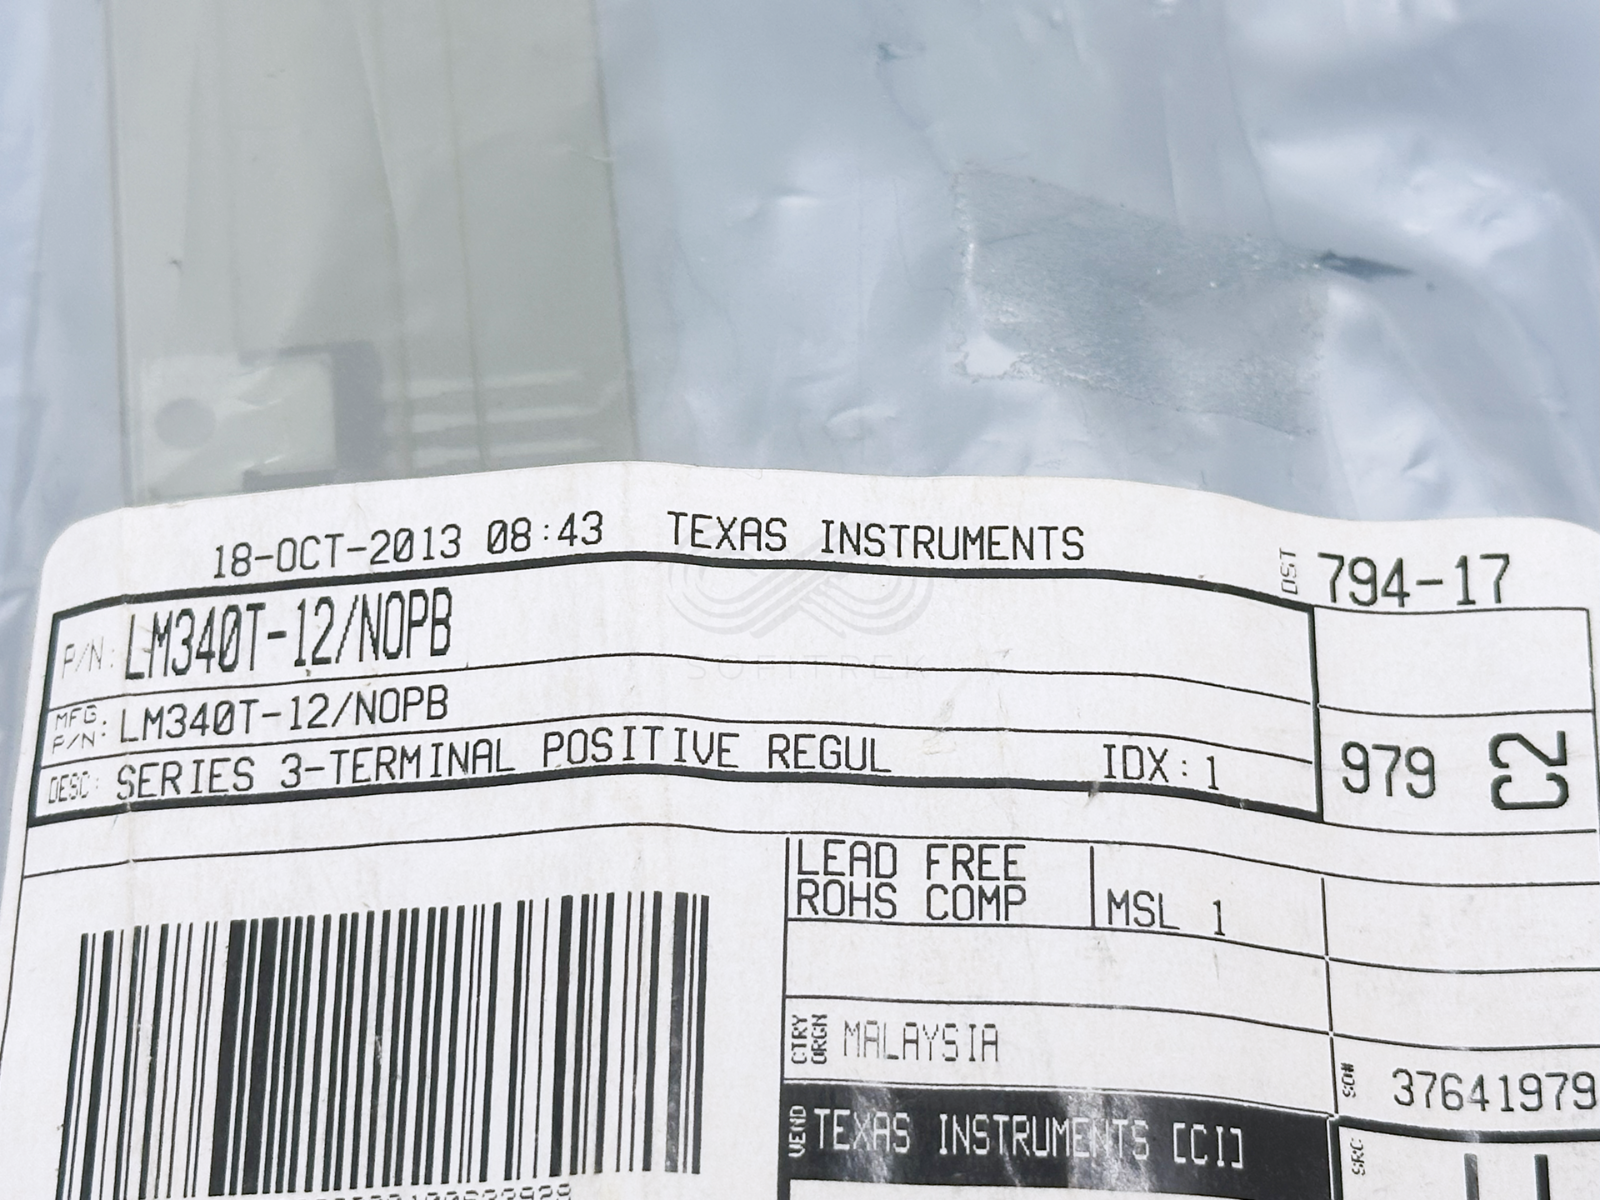 18-OCT-2013 08:43 TEXAS INSTRUMENTS
DST 794-17
P/N: LM340T-12/NOPB
MFG. P/N: LM340T-12/NOPB
DESC: SERIES 3-TERMINAL POSITIVE REGUL IDX: 1
979 C2
LEAD FREE
ROHS COMP
MSL 1
CTRY ORGN MALAYSIA
SO# 37641979
VEND TEXAS INSTRUMENTS [CI]
SRC
SOFITREK